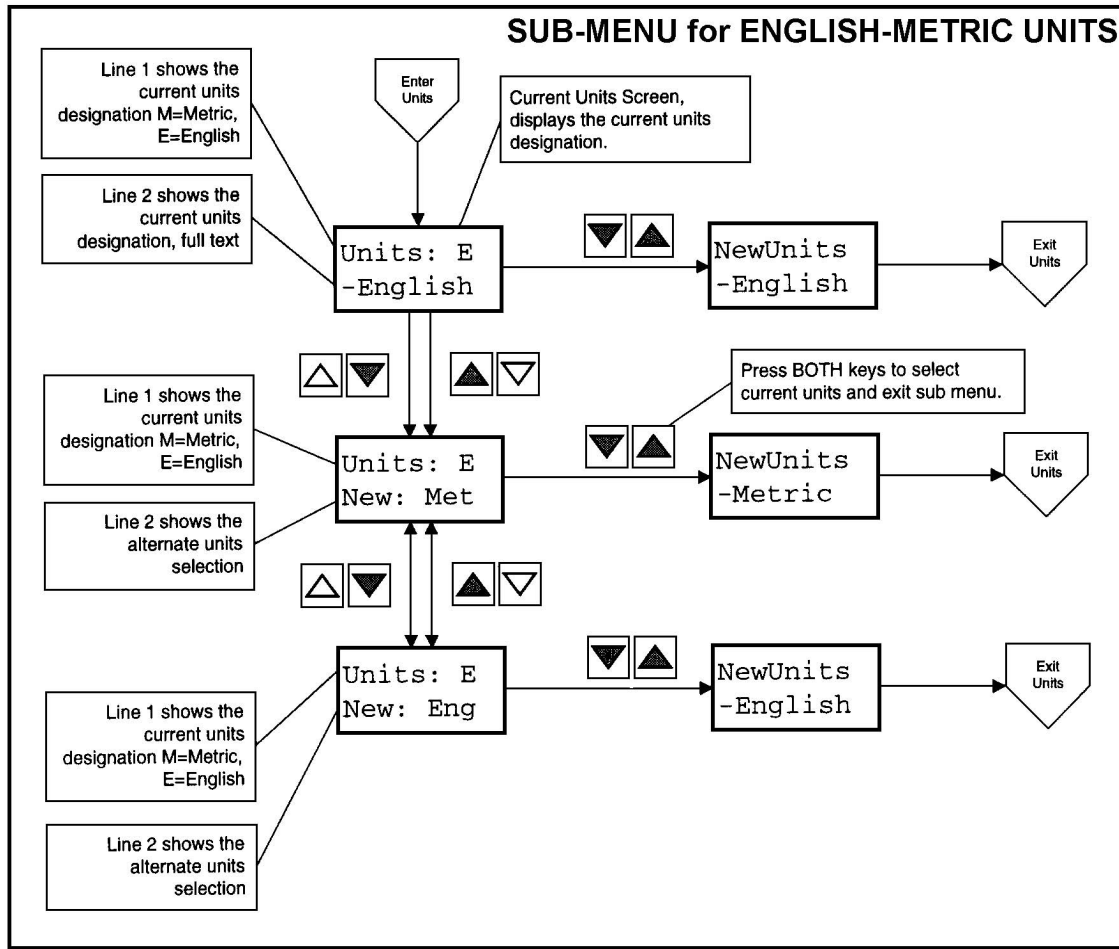 SUB-MENU for ENGLISH-METRIC UNITS
Line 1 shows the
current units
designation M=Metric,
E=English
Enter
Units
Current Units Screen,
displays the current units
designation.
Line 2 shows the
current units
designation, full text
Units: E
-English
NewUnits
-English
Exit
Units
Line 1 shows the
current units
designation M=Metric,
E=English
Press BOTH keys to select
current units and exit sub menu.
Units: E
New: Met
NewUnits
-Metric
Exit
Units
Line 2 shows the
alternate units
selection
Units: E
New: Eng
NewUnits
-English
Exit
Units
Line 1 shows the
current units
designation M=Metric,
E=English
Line 2 shows the
alternate units
selection